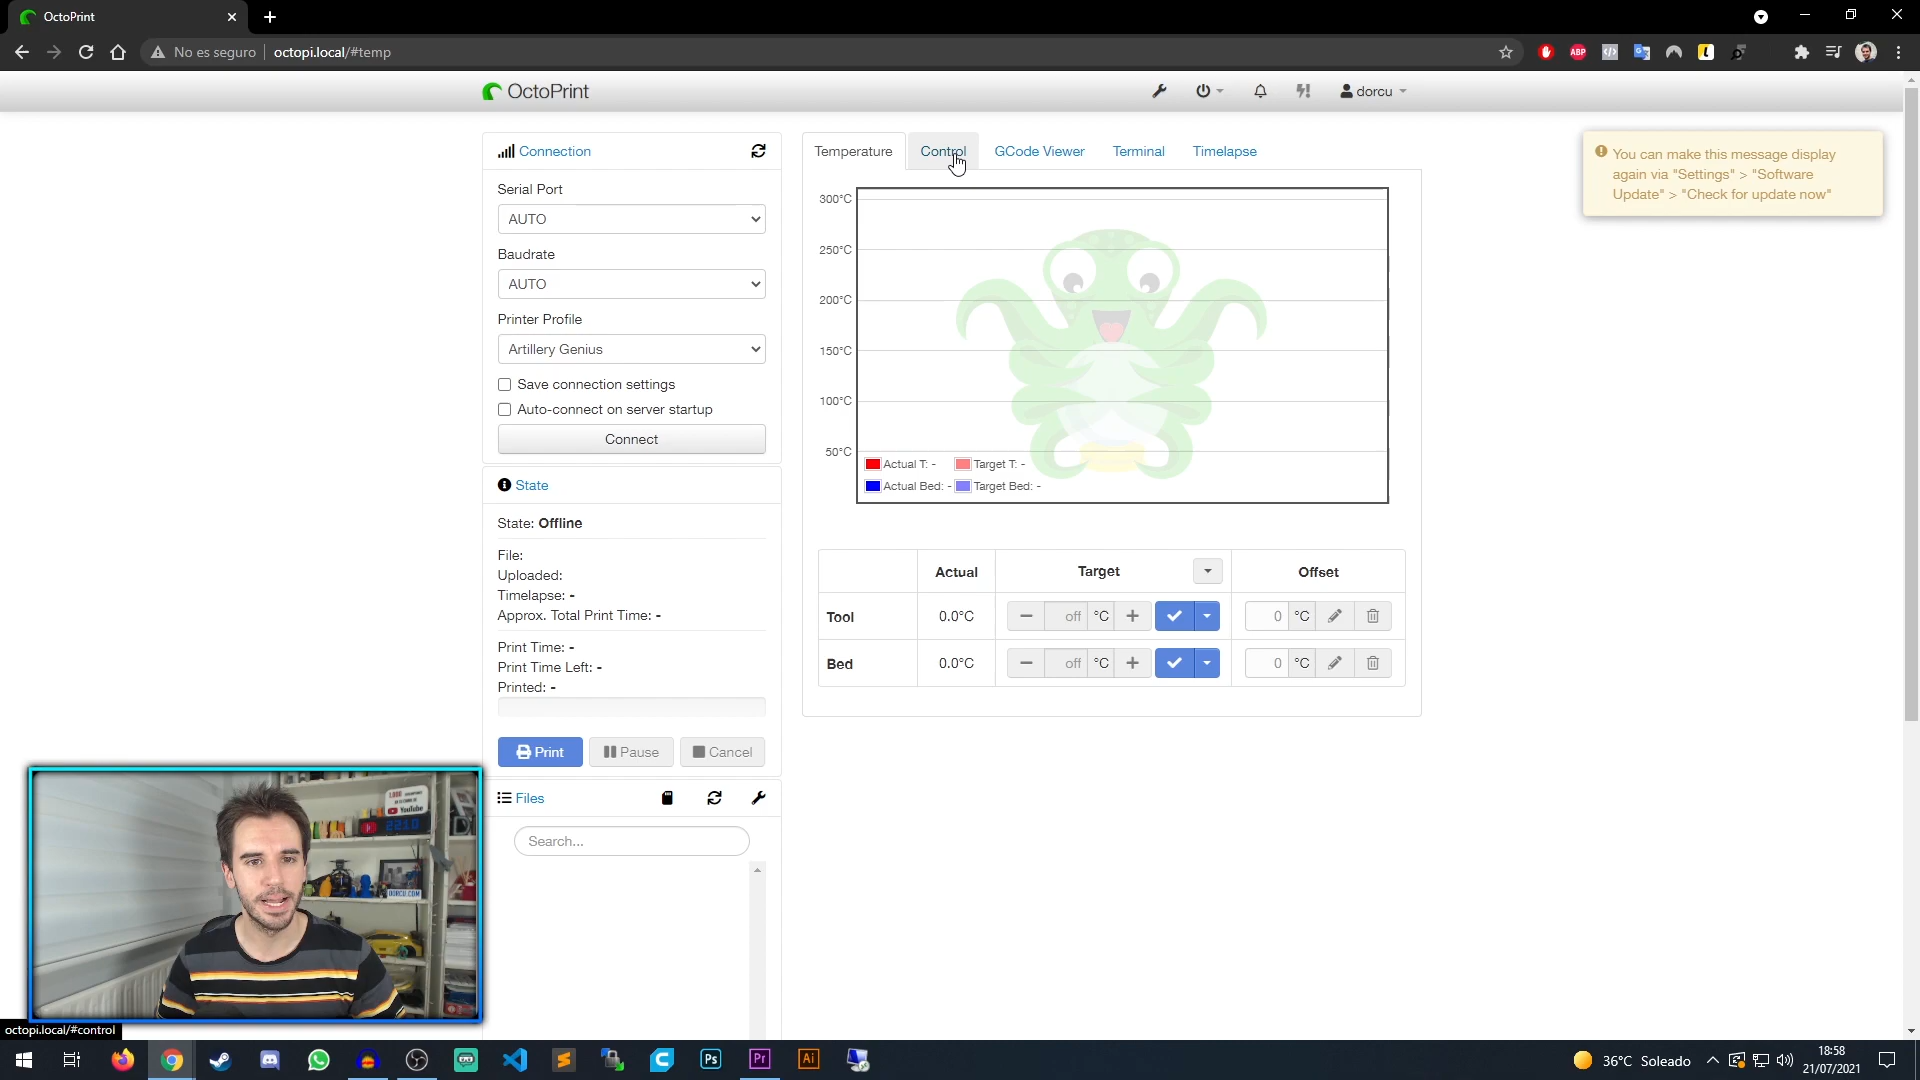 OctoPrint
No es seguro
octopi.local/#temp
ABP
OctoPrint
dorcu
Connection
Serial Port
AUTO
Baudrate
AUTO
Printer Profile
Artillery Genius
Save connection settings
Auto-connect on server startup
Connect
State
State: Offline
File:
Uploaded:
Timelapse: -
Approx. Total Print Time: -
Print Time: -
Print Time Left: -
Printed: -
Print
Pause
Cancel
Files
Search...
Temperature
Control
GCode Viewer
Terminal
Timelapse
300°C
250°C
200°C
150°C
100°C
50°C
Actual T: -
Target T: -
Actual Bed: -
Target Bed: -
Actual
Target
Offset
Tool
0.0°C
off °C
0 °C
Bed
0.0°C
off °C
0 °C
You can make this message display
again via "Settings" > "Software
Update" > "Check for update now"
YouTube
octopi.local/#control
Ps
Pr
Ai
36°C Soleado
18:58
21/07/2021